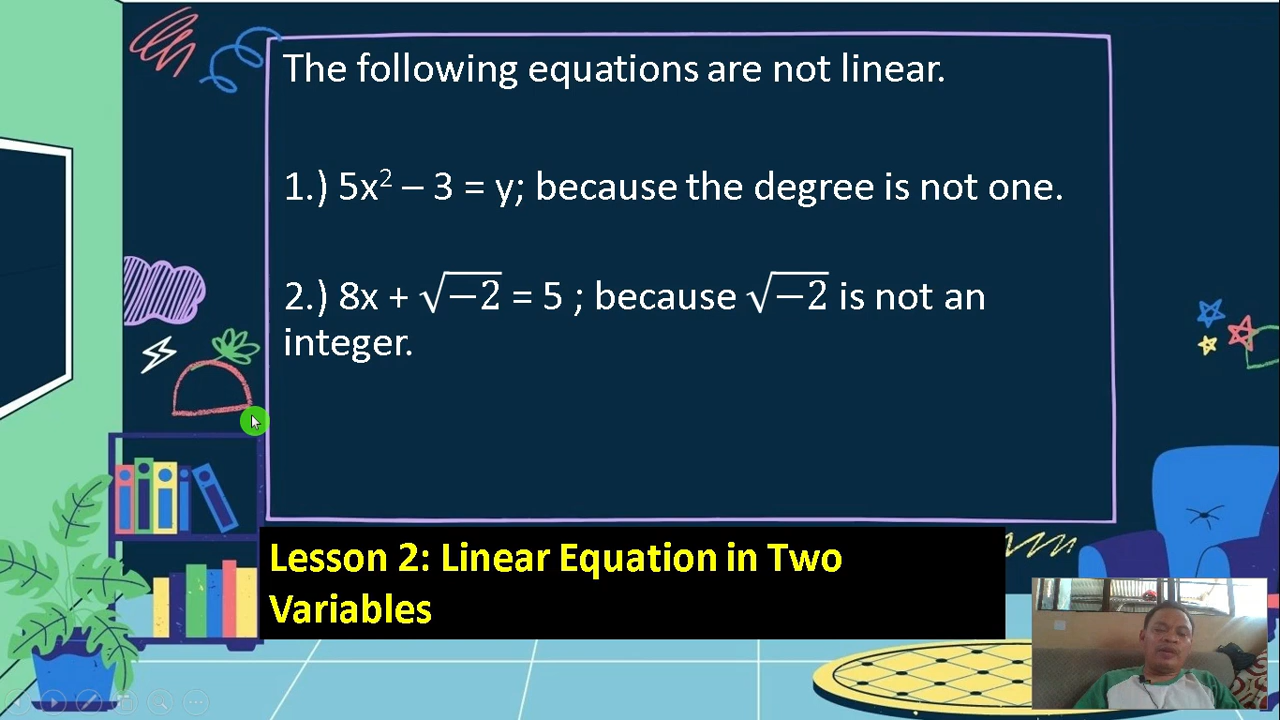 The following equations are not linear.
1.) 5x² – 3 = y; because the degree is not one.
2.) 8x + √−2 = 5 ; because √−2 is not an
integer.
Lesson 2: Linear Equation in Two
Variables